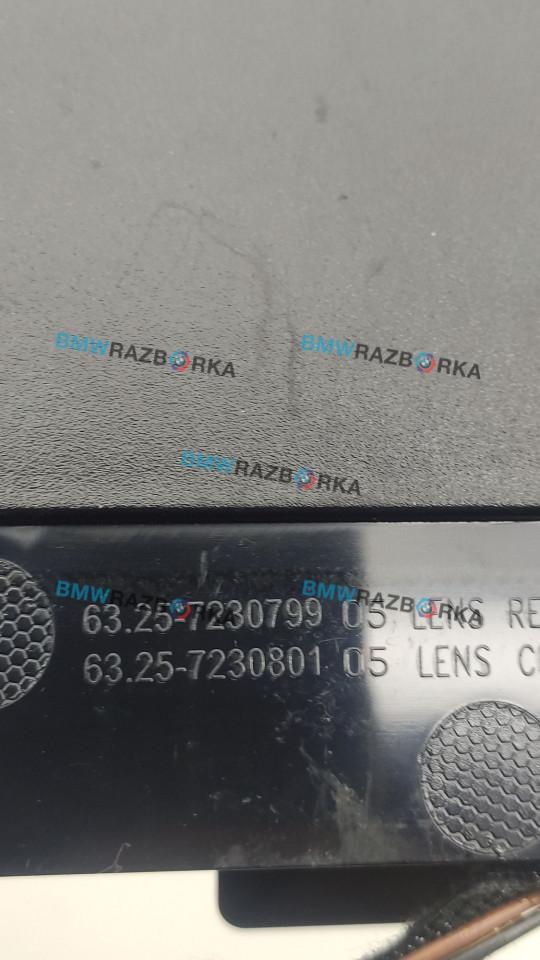 BMWRAZBORKA BMWRAZBORKA
BMWRAZBORKA
BMWRAZBORKA BMWRAZBORKA
63.25-7230799 05 LENS RE
63.25-7230801 05 LENS